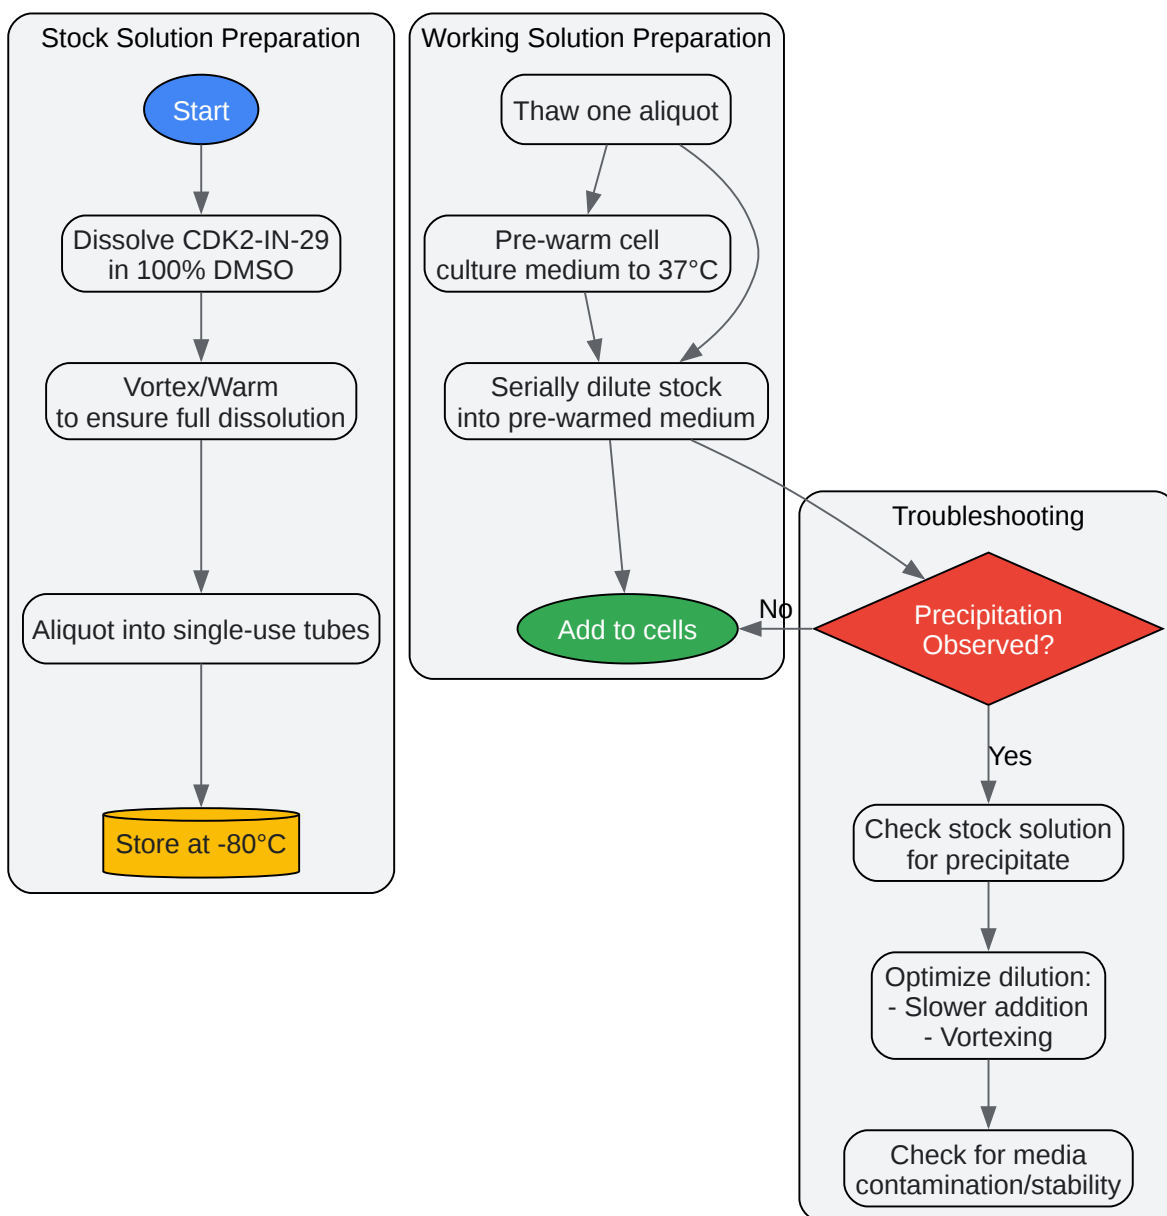 Stock Solution Preparation
Start
Dissolve CDK2-IN-29
in 100% DMSO
Vortex/Warm
to ensure full dissolution
Aliquot into single-use tubes
Store at -80°C
Working Solution Preparation
Thaw one aliquot
Pre-warm cell
culture medium to 37°C
Serially dilute stock
into pre-warmed medium
Add to cells
Troubleshooting
Precipitation
Observed?
No
Yes
Check stock solution
for precipitate
Optimize dilution:
- Slower addition
- Vortexing
Check for media
contamination/stability